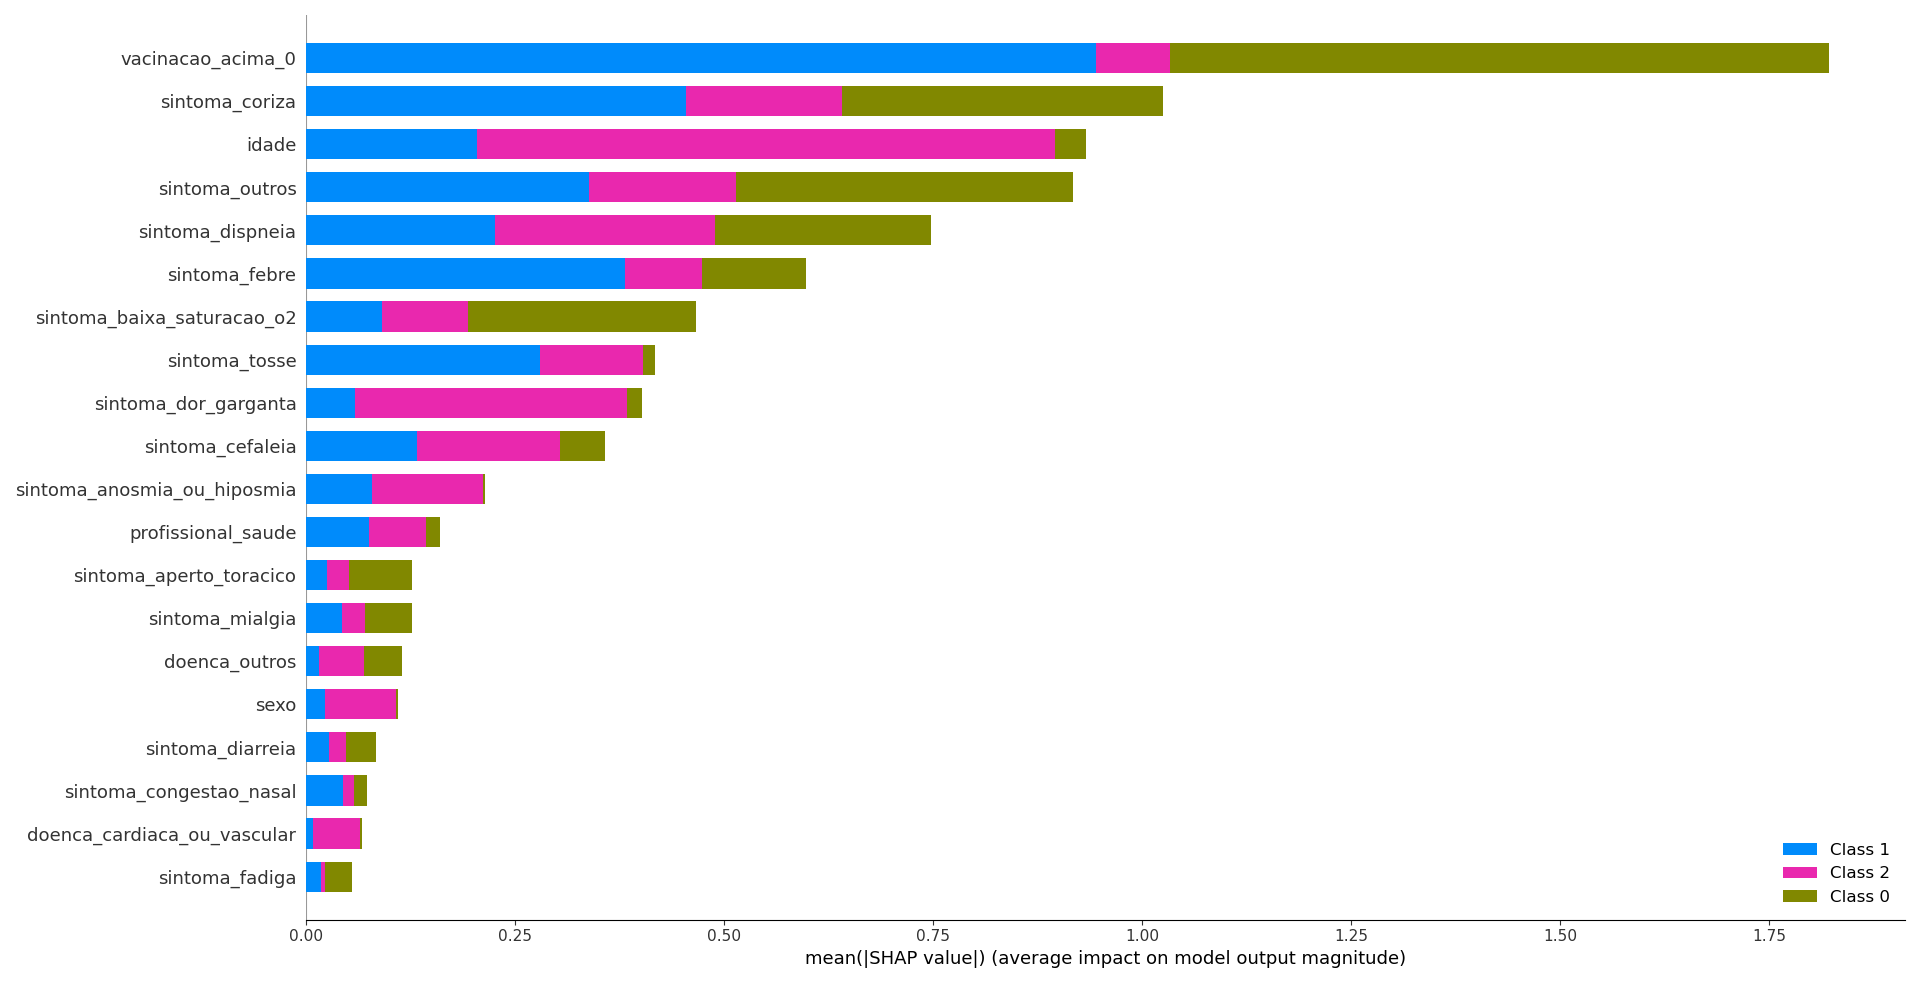 vacinacao_acima_0
sintoma_coriza
idade
sintoma_outros
sintoma_dispneia
sintoma_febre
sintoma_baixa_saturacao_o2
sintoma_tosse
sintoma_dor_garganta
sintoma_cefaleia
sintoma_anosmia_ou_hiposmia
profissional_saude
sintoma_aperto_toracico
sintoma_mialgia
doenca_outros
sexo
sintoma_diarreia
sintoma_congestao_nasal
doenca_cardiaca_ou_vascular
sintoma_fadiga
Class 1
Class 2
Class 0
0.00 0.25 0.50 0.75 1.00 1.25 1.50 1.75
mean(|SHAP value|) (average impact on model output magnitude)